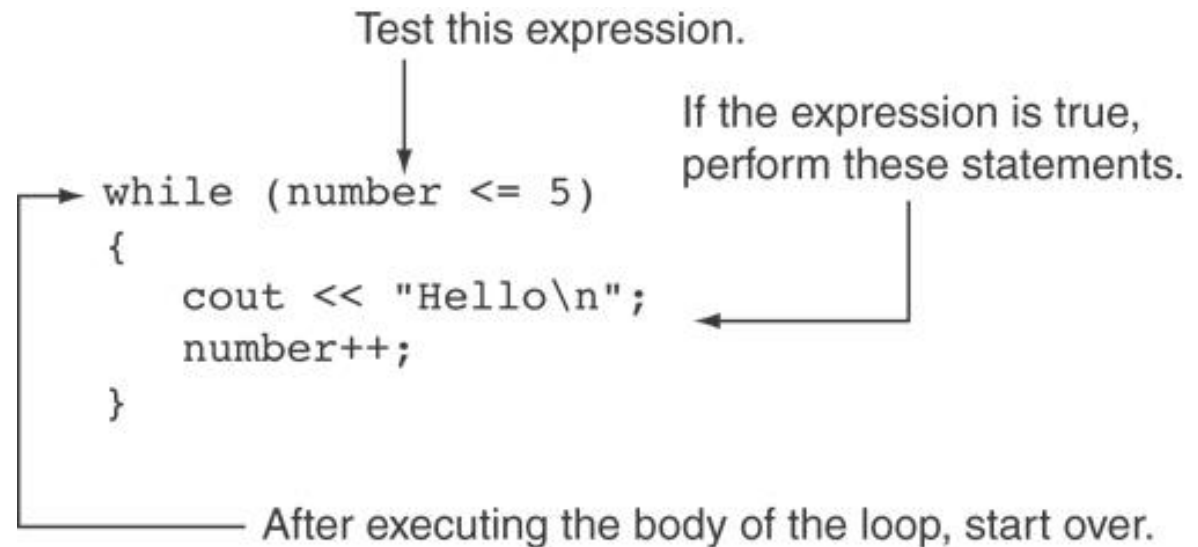 Test this expression.
If the expression is true,
perform these statements.
while (number <= 5)
{
cout << "Hello\n";
number++;
}
After executing the body of the loop, start over.